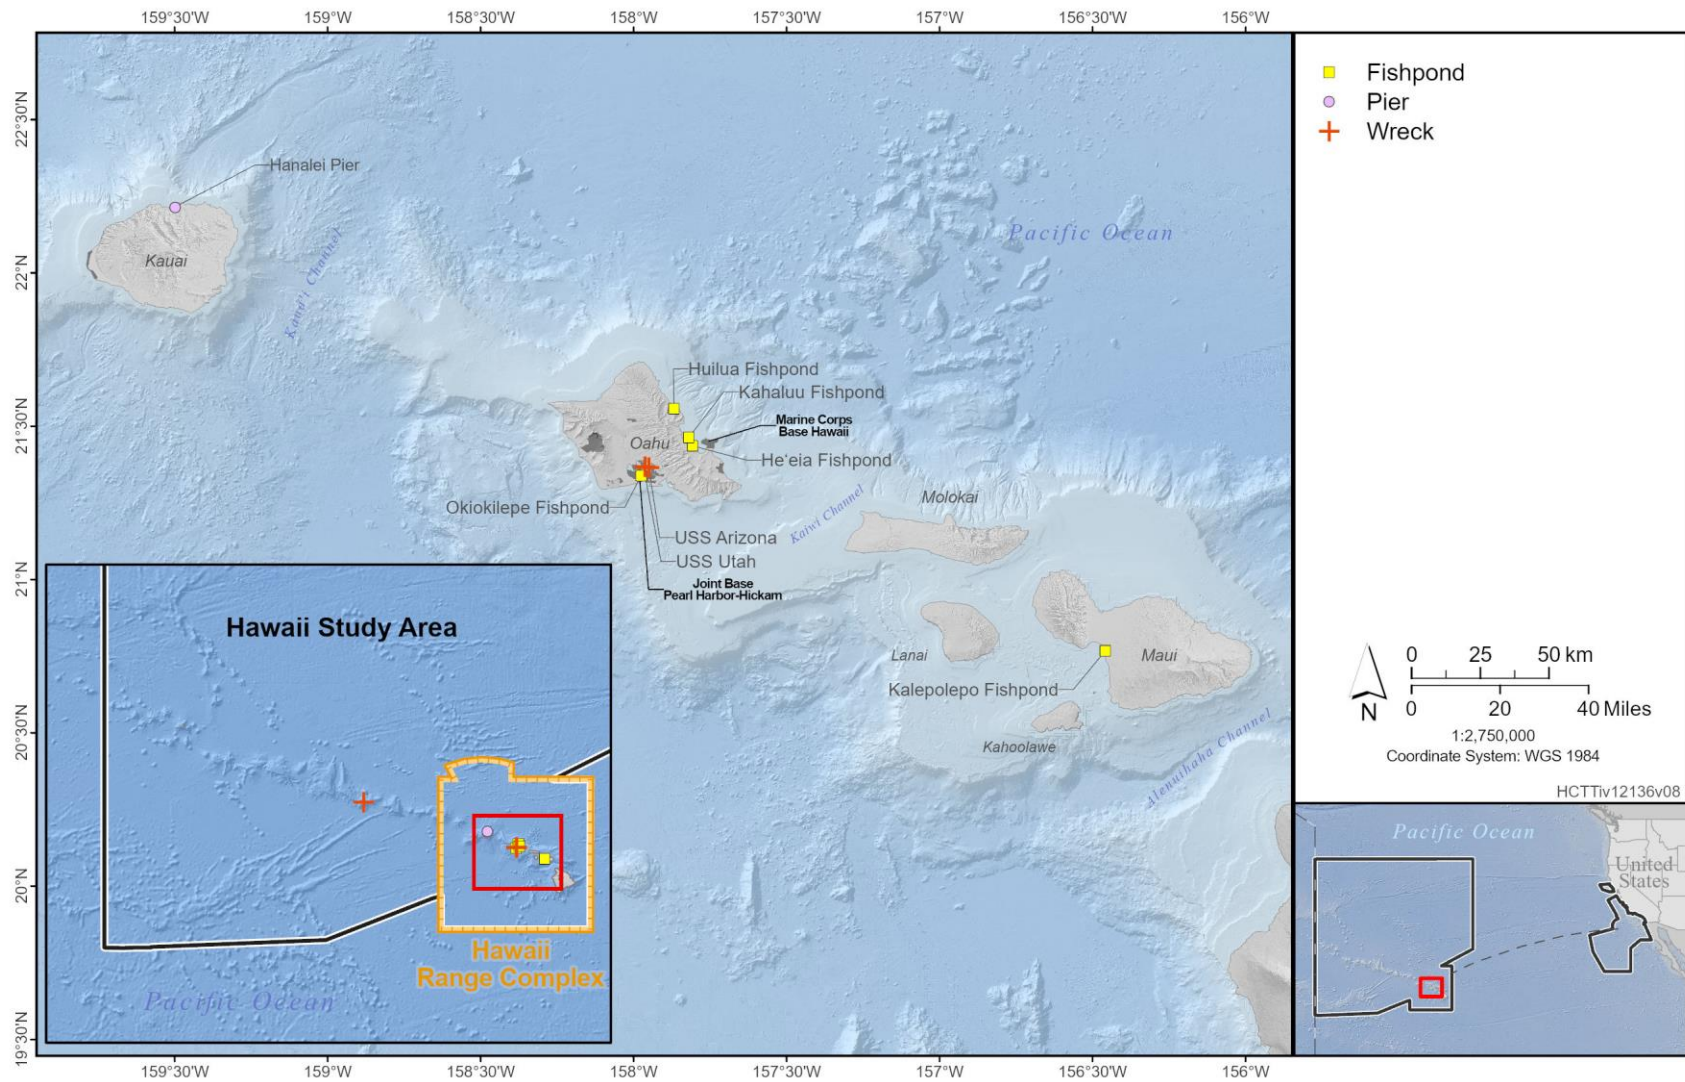 159°30'W
159°W
158°30'W
158°W
157°30'W
157°W
156°30'W
156°W
22°30'N
22°N
21°30'N
21°N
20°30'N
20°N
19°30'N
Hanalei Pier
Kauai
Kaua'i Channel
Pacific Ocean
Huilua Fishpond
Kahaluu Fishpond
Marine Corps
Base Hawaii
Oahu
He'eia Fishpond
Okiokilepe Fishpond
USS Arizona
USS Utah
Joint Base
Pearl Harbor-Hickam
Kaiwi Channel
Molokai
Lanai
Maui
Kalepolepo Fishpond
Kahoolawe
Alenuihaha Channel
Hawaii Study Area
Hawaii
Range Complex
Pacific Ocean
159°30'W
159°W
158°30'W
158°W
157°30'W
157°W
156°30'W
156°W
Fishpond
Pier
Wreck
N
0 25 50 km
0 20 40 Miles
1:2,750,000
Coordinate System: WGS 1984
HCTTiv12136v08
Pacific Ocean
United
States